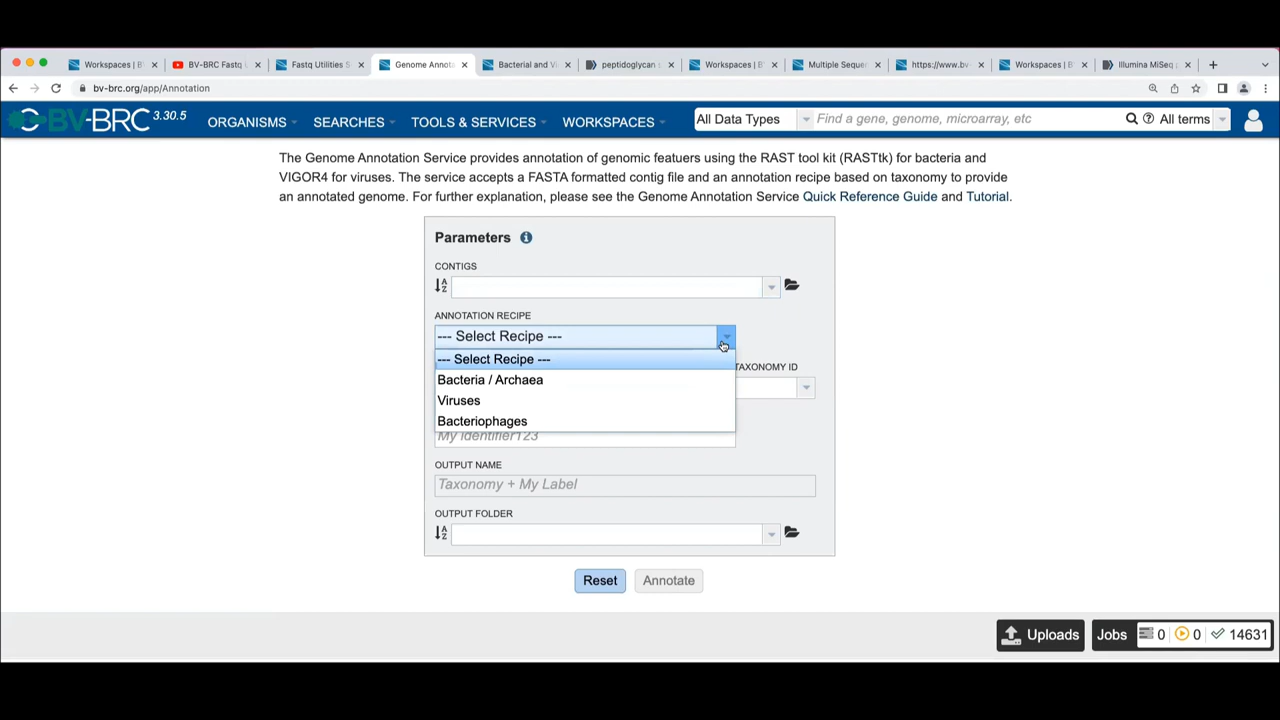 Workspaces | B
BV-BRC Fastq
Fastq Utilities S
Genome Annota
Bacterial and Vi
peptidoglycan s
Workspaces | B
Multiple Sequen
https://www.bv-
Workspaces | B
Illumina MiSeq
bv-brc.org/app/Annotation
BV-BRC 3.30.5 ORGANISMS SEARCHES TOOLS & SERVICES WORKSPACES All Data Types Find a gene, genome, microarray, etc All terms
The Genome Annotation Service provides annotation of genomic featuers using the RAST tool kit (RASTtk) for bacteria and
VIGOR4 for viruses. The service accepts a FASTA formatted contig file and an annotation recipe based on taxonomy to provide
an annotated genome. For further explanation, please see the Genome Annotation Service Quick Reference Guide and Tutorial.
Parameters
CONTIGS
ANNOTATION RECIPE
--- Select Recipe ---
--- Select Recipe ---
TAXONOMY ID
Bacteria / Archaea
Viruses
Bacteriophages
My identifier123
OUTPUT NAME
Taxonomy + My Label
OUTPUT FOLDER
Reset Annotate
Uploads Jobs 0 0 14631